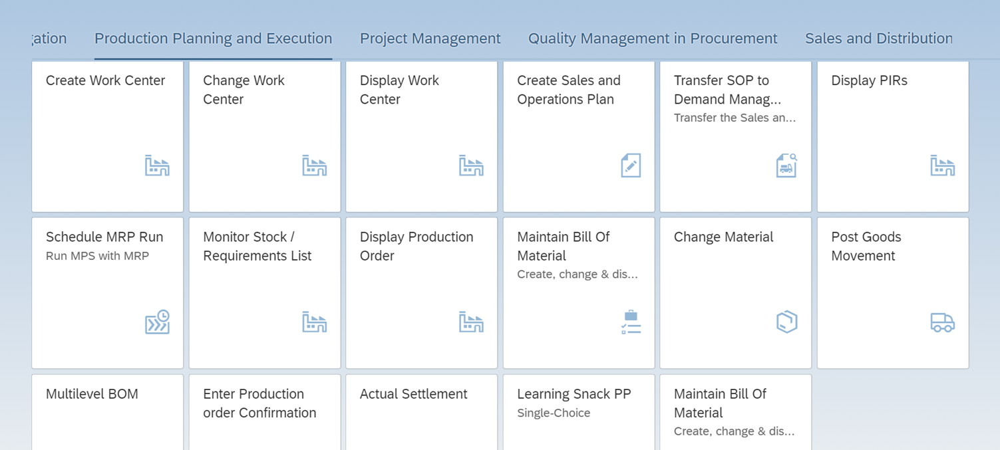 gation
Production Planning and Execution
Project Management
Quality Management in Procurement
Sales and Distribution
Create Work Center
Change Work
Center
Display Work
Center
Create Sales and
Operations Plan
Transfer SOP to
Demand Manag...
Transfer the Sales an...
Display PIRs
Schedule MRP Run
Run MPS with MRP
Monitor Stock /
Requirements List
Display Production
Order
Maintain Bill Of
Material
Create, change & dis...
Change Material
Post Goods
Movement
Multilevel BOM
Enter Production
order Confirmation
Actual Settlement
Learning Snack PP
Single-Choice
Maintain Bill Of
Material
Create, change & dis...